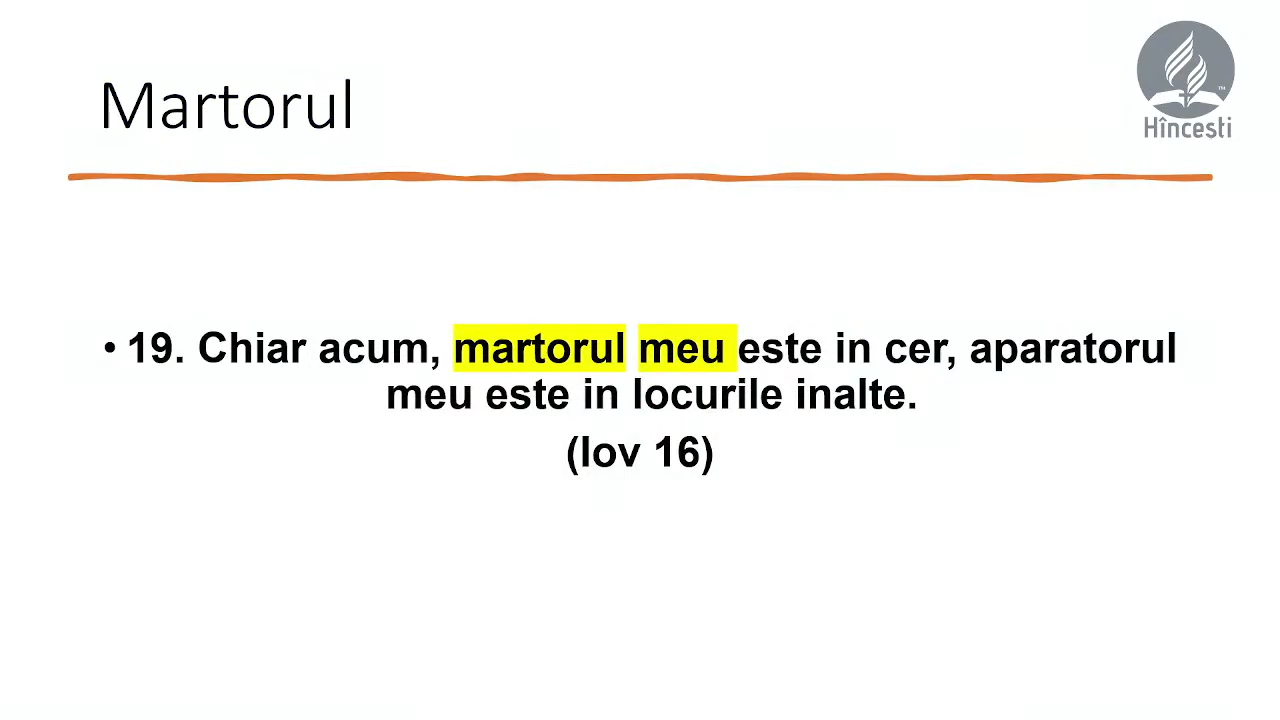 Martorul
Hîncesti
• 19. Chiar acum, martorul meu este in cer, aparatorul
meu este in locurile inalte.
(Iov 16)